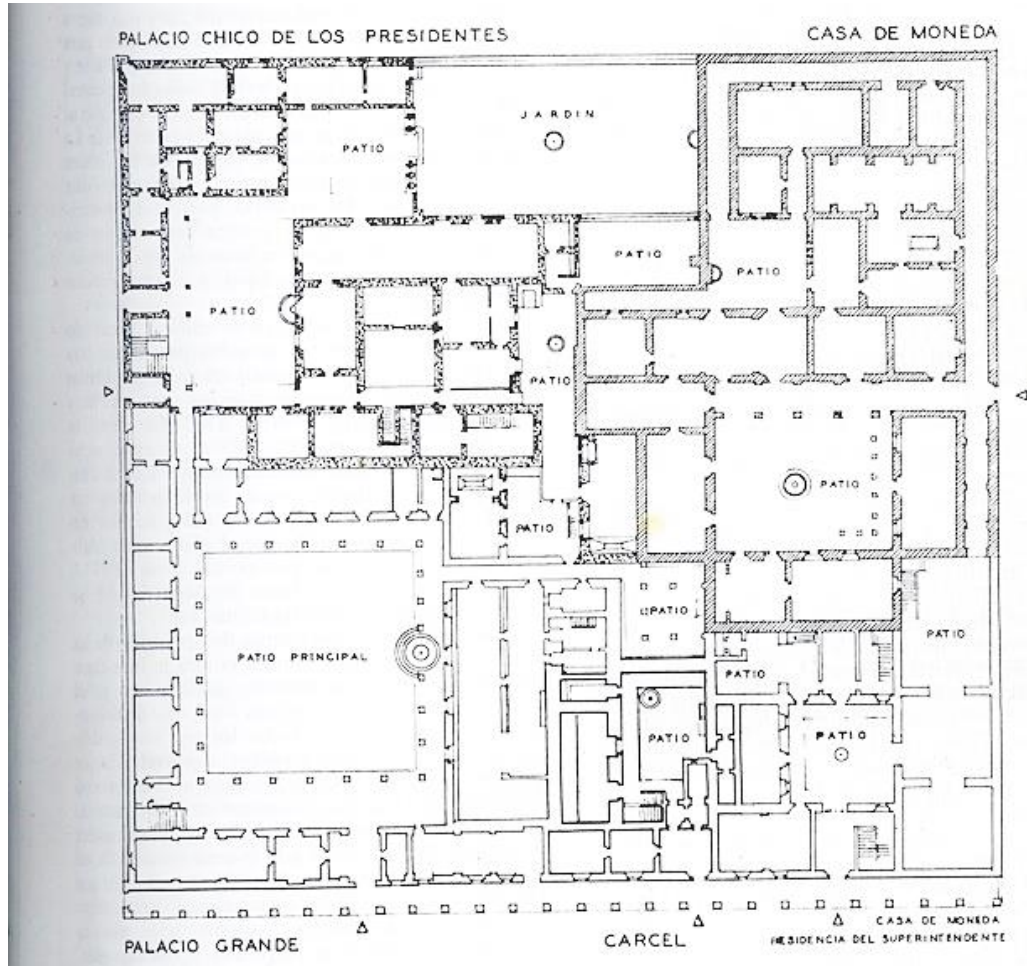 PALACIO CHICO DE LOS PRESIDENTES
CASA DE MONEDA
JARDIN
PATIO
PATIO
PATIO
PATIO
PATIO
PATIO
PATIO
PATIO
PATIO
PATIO
PATIO PRINCIPAL
PATIO
PATIO
PATIO
PALACIO GRANDE
CARCEL
CASA DE MONEDA
RESIDENCIA DEL SUPERINTENDENTE